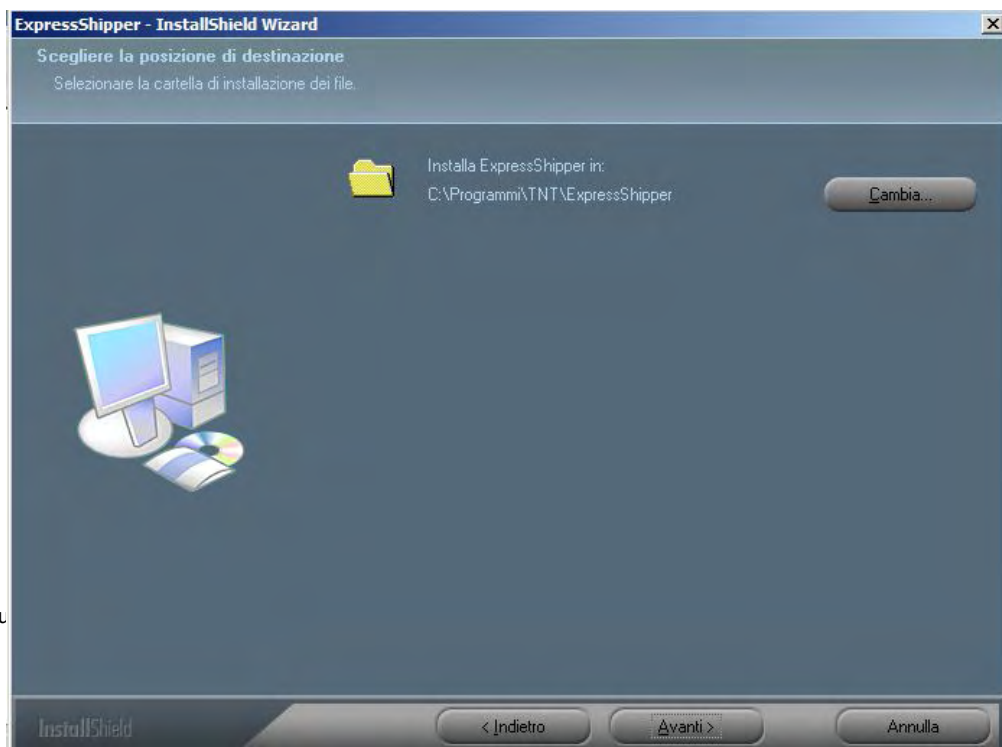 ExpressShipper - InstallShield Wizard
Scegliere la posizione di destinazione
Selezionare la cartella di installazione dei file.
Installa ExpressShipper in:
C:\Programmi\TNT\ExpressShipper
Cambia...
InstallShield
< Indietro
Avanti >
Annulla